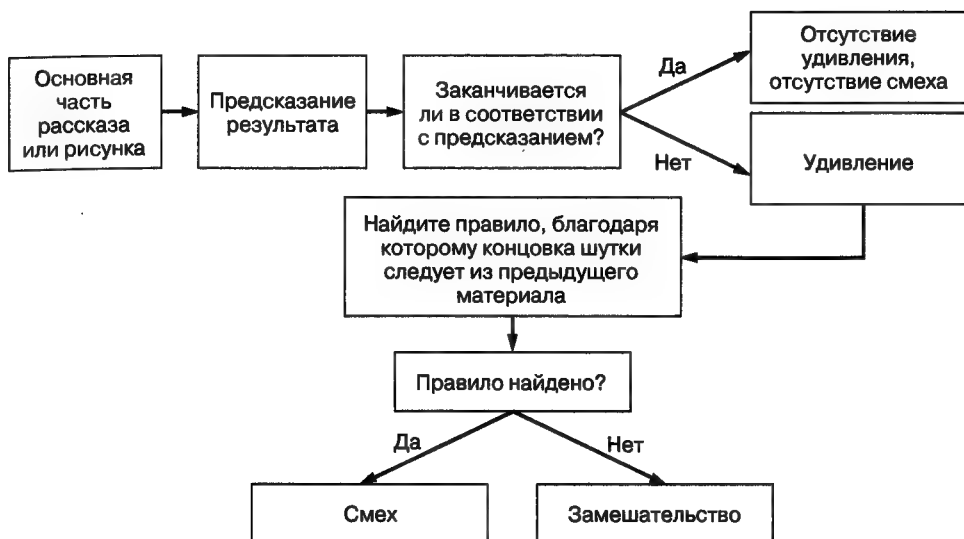 Основная
часть
рассказа
или рисунка
Предсказание
результата
Заканчивается
ли в соответствии
с предсказанием?
Да
Отсутствие
удивления,
отсутствие смеха
Нет
Удивление
Найдите правило, благодаря
которому концовка шутки
следует из предыдущего
материала
Правило найдено?
Да
Нет
Смех
Замешательство